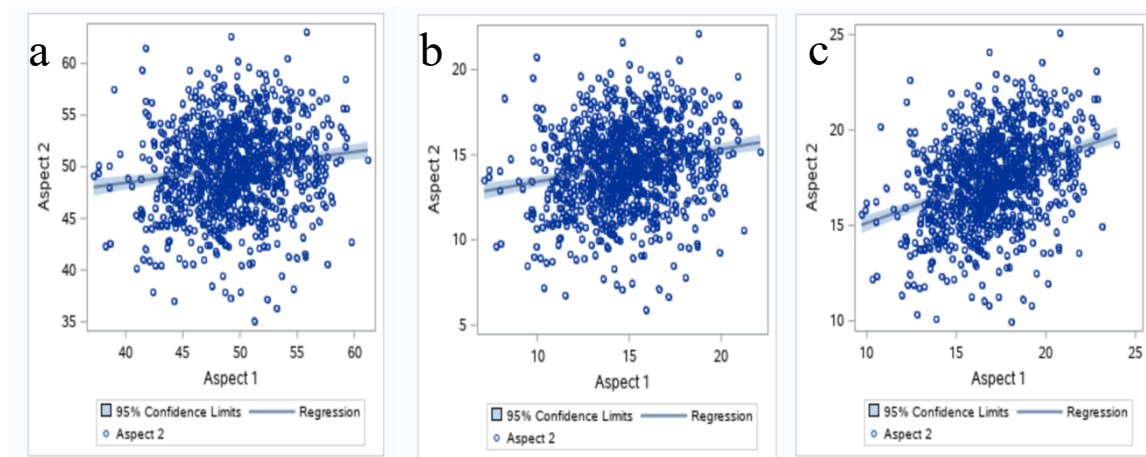 a
Aspect 2
60
55
50
45
40
35
40 45 50 55 60
Aspect 1
95% Confidence Limits Regression
Aspect 2
b
Aspect 2
20
15
10
5
10 15 20
Aspect 1
95% Confidence Limits Regression
Aspect 2
c
Aspect 2
25
20
15
10
10 15 20 25
Aspect 1
95% Confidence Limits Regression
Aspect 2